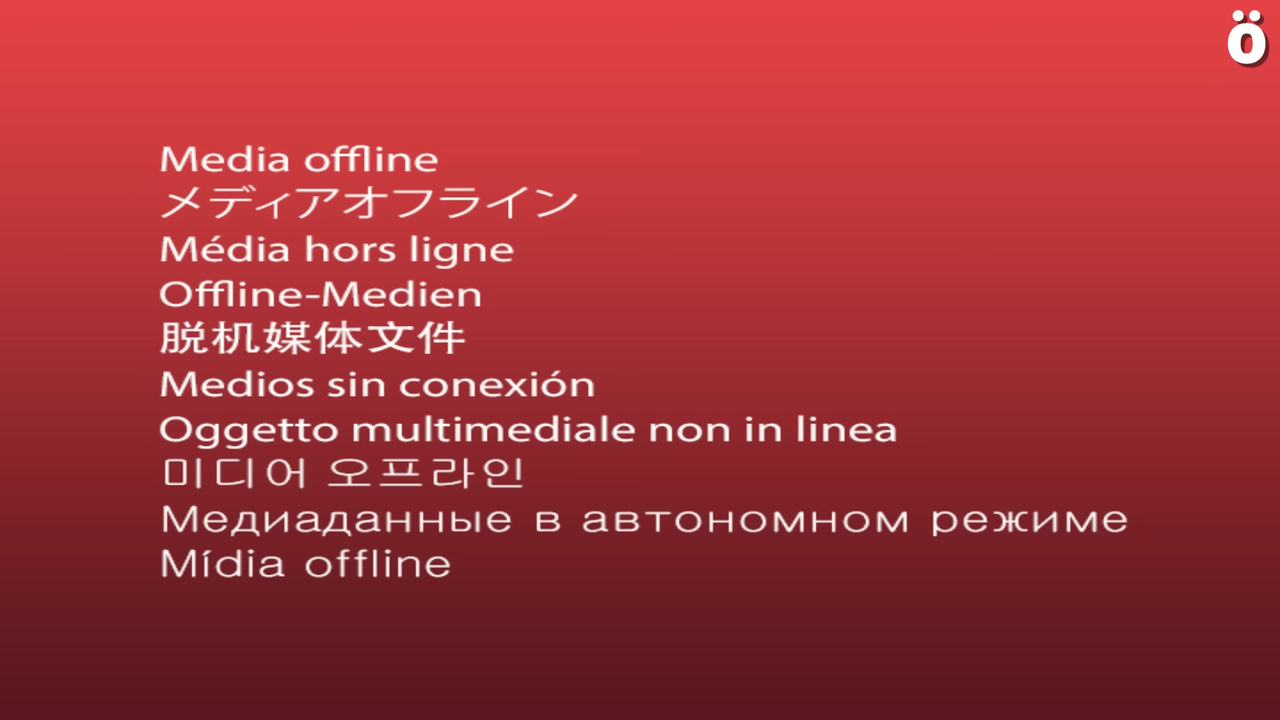 ö
Media offline
メディアオフライン
Média hors ligne
Offline-Medien
脱机媒体文件
Medios sin conexión
Oggetto multimediale non in linea
미디어 오프라인
Медиаданные в автономном режиме
Mídia offline